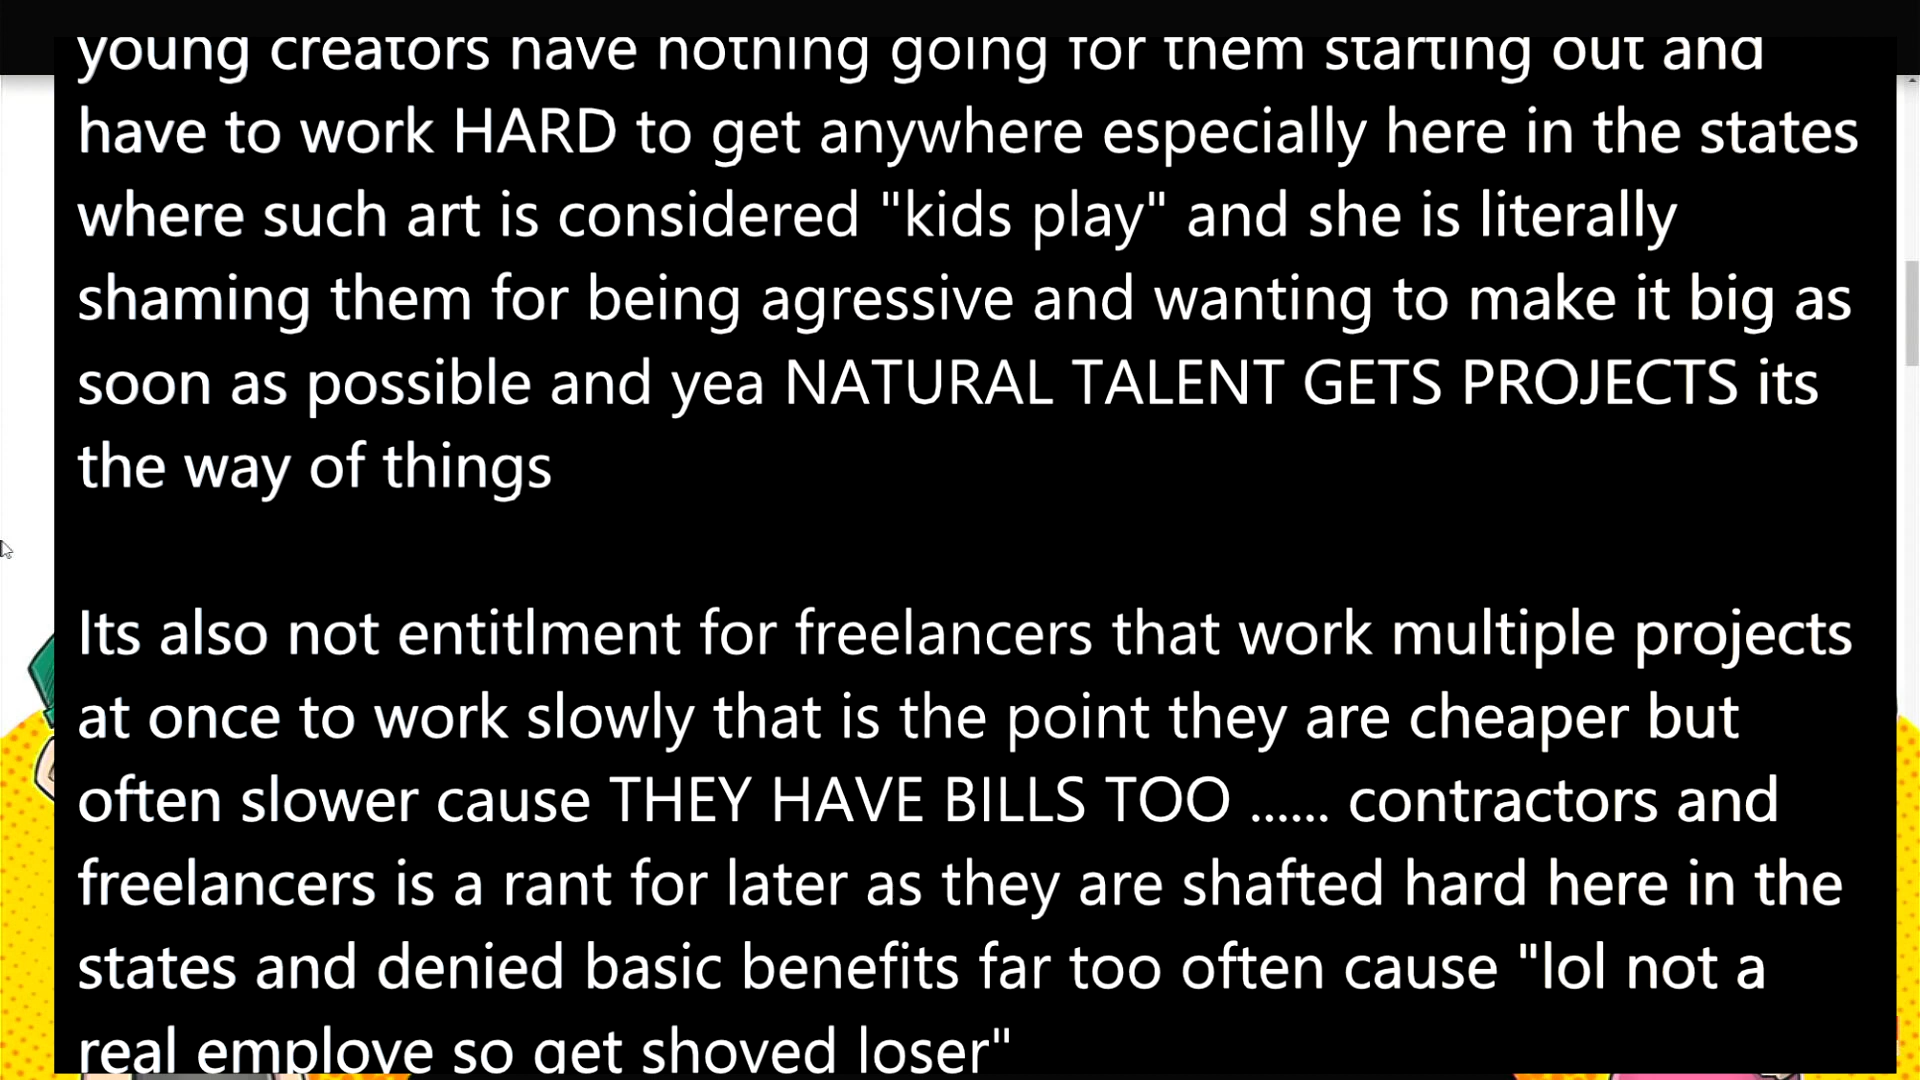 young creators have nothing going for them starting out and
have to work HARD to get anywhere especially here in the states
where such art is considered "kids play" and she is literally
shaming them for being agressive and wanting to make it big as
soon as possible and yea NATURAL TALENT GETS PROJECTS its
the way of things
Its also not entitlment for freelancers that work multiple projects
at once to work slowly that is the point they are cheaper but
often slower cause THEY HAVE BILLS TOO ...... contractors and
freelancers is a rant for later as they are shafted hard here in the
states and denied basic benefits far too often cause "lol not a
real employe so get shoved loser"